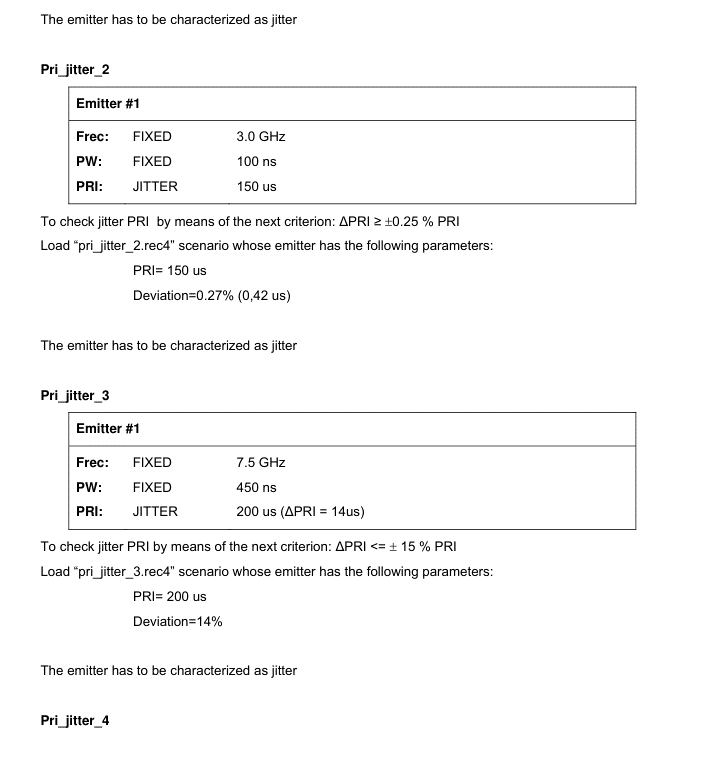 The emitter has to be characterized as jitter
Pri_jitter_2
Emitter #1
Frec: FIXED 3.0 GHz
PW: FIXED 100 ns
PRI: JITTER 150 us
To check jitter PRI by means of the next criterion: ΔPRI ≥ ±0.25 % PRI
Load “pri_jitter_2.rec4” scenario whose emitter has the following parameters:
PRI= 150 us
Deviation=0.27% (0,42 us)
The emitter has to be characterized as jitter
Pri_jitter_3
Emitter #1
Frec: FIXED 7.5 GHz
PW: FIXED 450 ns
PRI: JITTER 200 us (ΔPRI = 14us)
To check jitter PRI by means of the next criterion: ΔPRI <= ± 15 % PRI
Load “pri_jitter_3.rec4” scenario whose emitter has the following parameters:
PRI= 200 us
Deviation=14%
The emitter has to be characterized as jitter
Pri_jitter_4